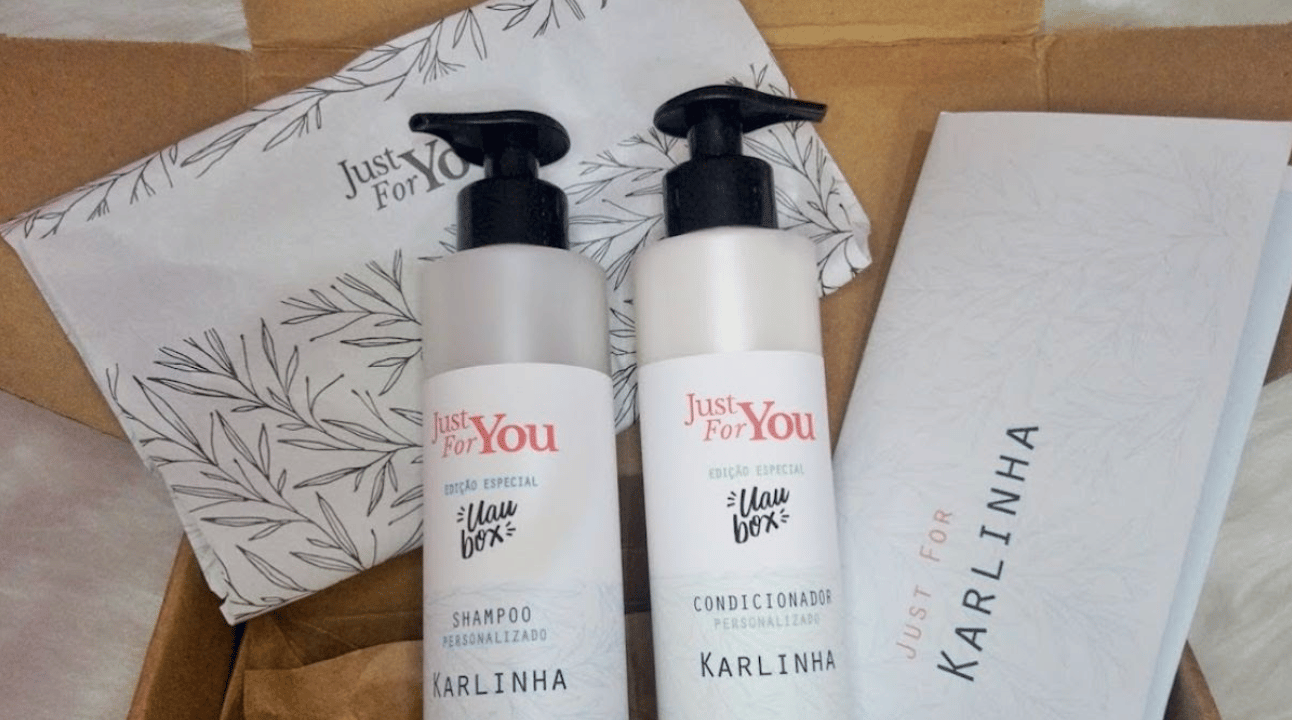 Just
For You
Just
For You
EDIÇÃO ESPECIAL
Uau
box
SHAMPOO
PERSONALIZADO
KARLINHA
Just
For You
EDIÇÃO ESPECIAL
Uau
box
CONDICIONADOR
PERSONALIZADO
KARLINHA
JUST FOR
KARLINHA